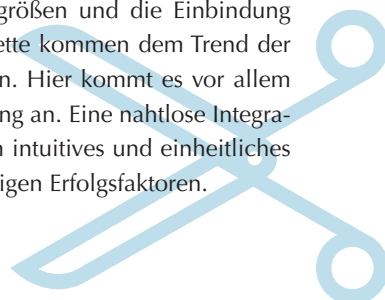 größen und die Einbindung
ette kommen dem Trend der
n. Hier kommt es vor allem
ng an. Eine nahtlose Integra-
n intuitives und einheitliches
igen Erfolgsfaktoren.